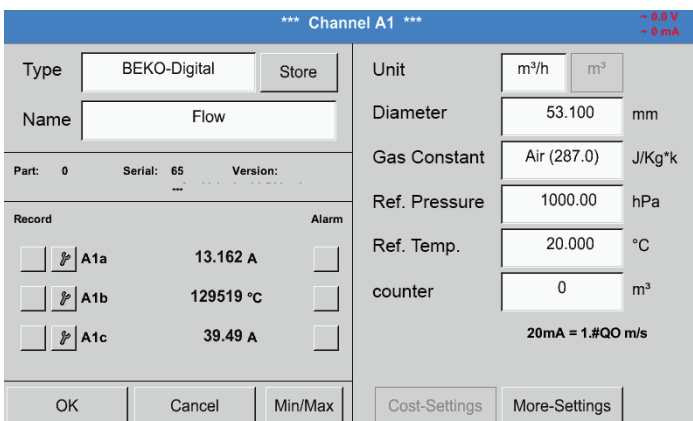 *** Channel A1 ***
~ 0.0 V
~ 0 mA
Type BEKO-Digital Store
Name Flow
Part: 0 Serial: 65 Version:
---
Record Alarm
A1a 13.162 A
A1b 129519 °C
A1c 39.49 A
OK Cancel Min/Max
Unit m³/h m³
Diameter 53.100 mm
Gas Constant Air (287.0) J/Kg*k
Ref. Pressure 1000.00 hPa
Ref. Temp. 20.000 °C
counter 0 m³
20mA = 1.#QO m/s
Cost-Settings More-Settings